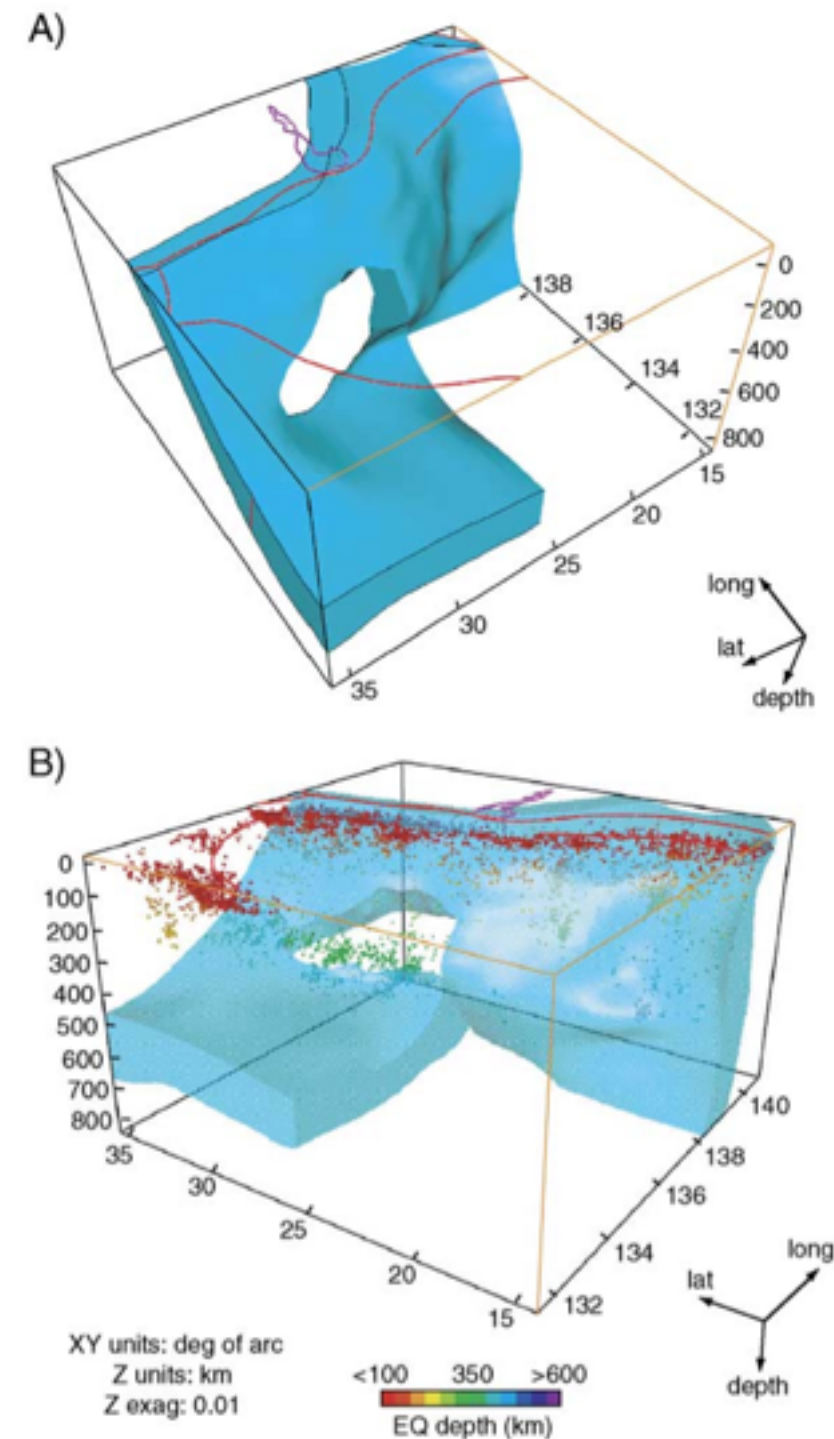 A)
0
200
400
600
800
138
136
134
132
15
20
25
30
35
long
lat
depth
B)
0
100
200
300
400
500
600
700
800
35
30
25
20
15
140
138
136
134
132
long
lat
depth
XY units: deg of arc
Z units: km
Z exag: 0.01
<100 350 >600
EQ depth (km)